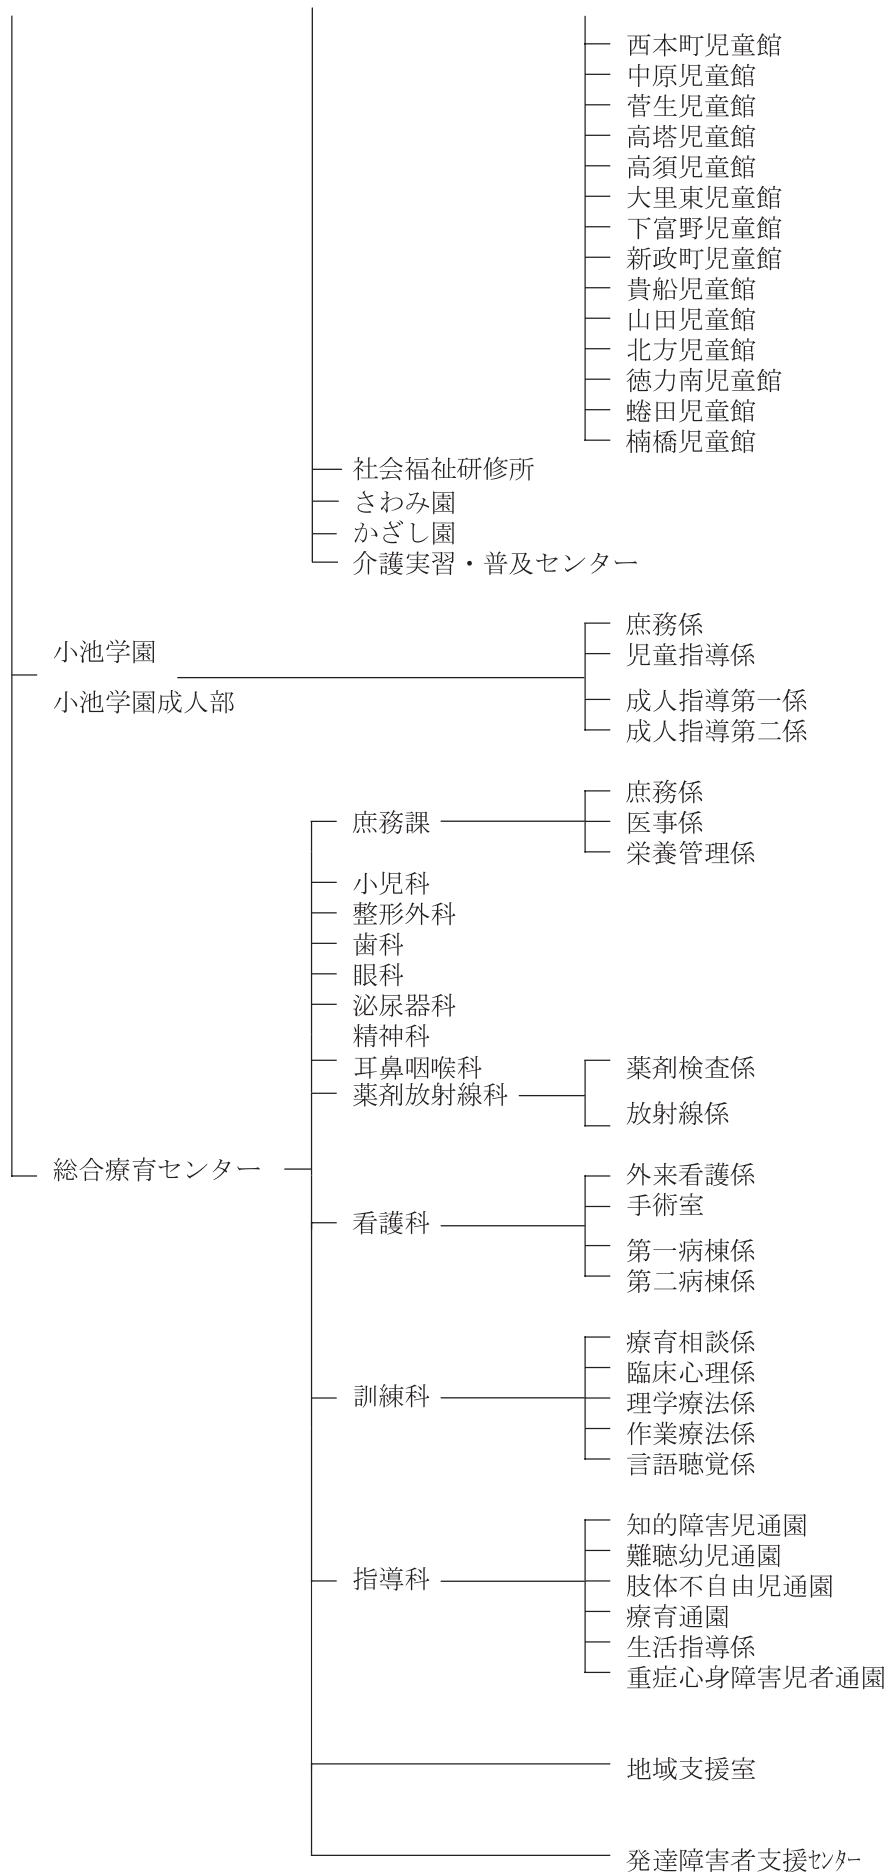 西本町児童館
中原児童館
菅生児童館
高塔児童館
高須児童館
大里東児童館
下富野児童館
新政町児童館
貴船児童館
山田児童館
北方児童館
徳力南児童館
蜷田児童館
楠橋児童館
社会福祉研修所
さわみ園
かざし園
介護実習・普及センター
小池学園
小池学園成人部
庶務係
児童指導係
成人指導第一係
成人指導第二係
総合療育センター
庶務課
庶務係
医事係
栄養管理係
小児科
整形外科
歯科
眼科
泌尿器科
精神科
耳鼻咽喉科
薬剤放射線科
薬剤検査係
放射線係
看護科
外来看護係
手術室
第一病棟係
第二病棟係
訓練科
療育相談係
臨床心理係
理学療法係
作業療法係
言語聴覚係
指導科
知的障害児通園
難聴幼児通園
肢体不自由児通園
療育通園
生活指導係
重症心身障害児者通園
地域支援室
発達障害者支援ｾﾝﾀｰ